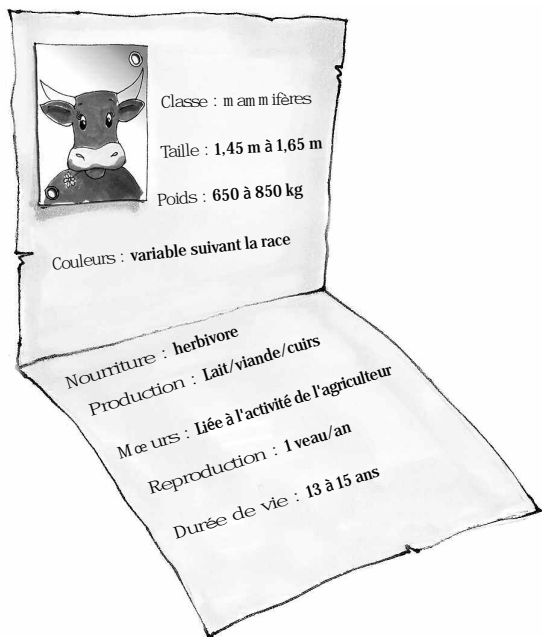 Classe : mammifères
Taille : 1,45 m à 1,65 m
Poids : 650 à 850 kg
Couleurs : variable suivant la race
Nourriture : herbivore
Production : Lait/viande/cuirs
Mœurs : Liée à l'activité de l'agriculteur
Reproduction : 1 veau/an
Durée de vie : 13 à 15 ans